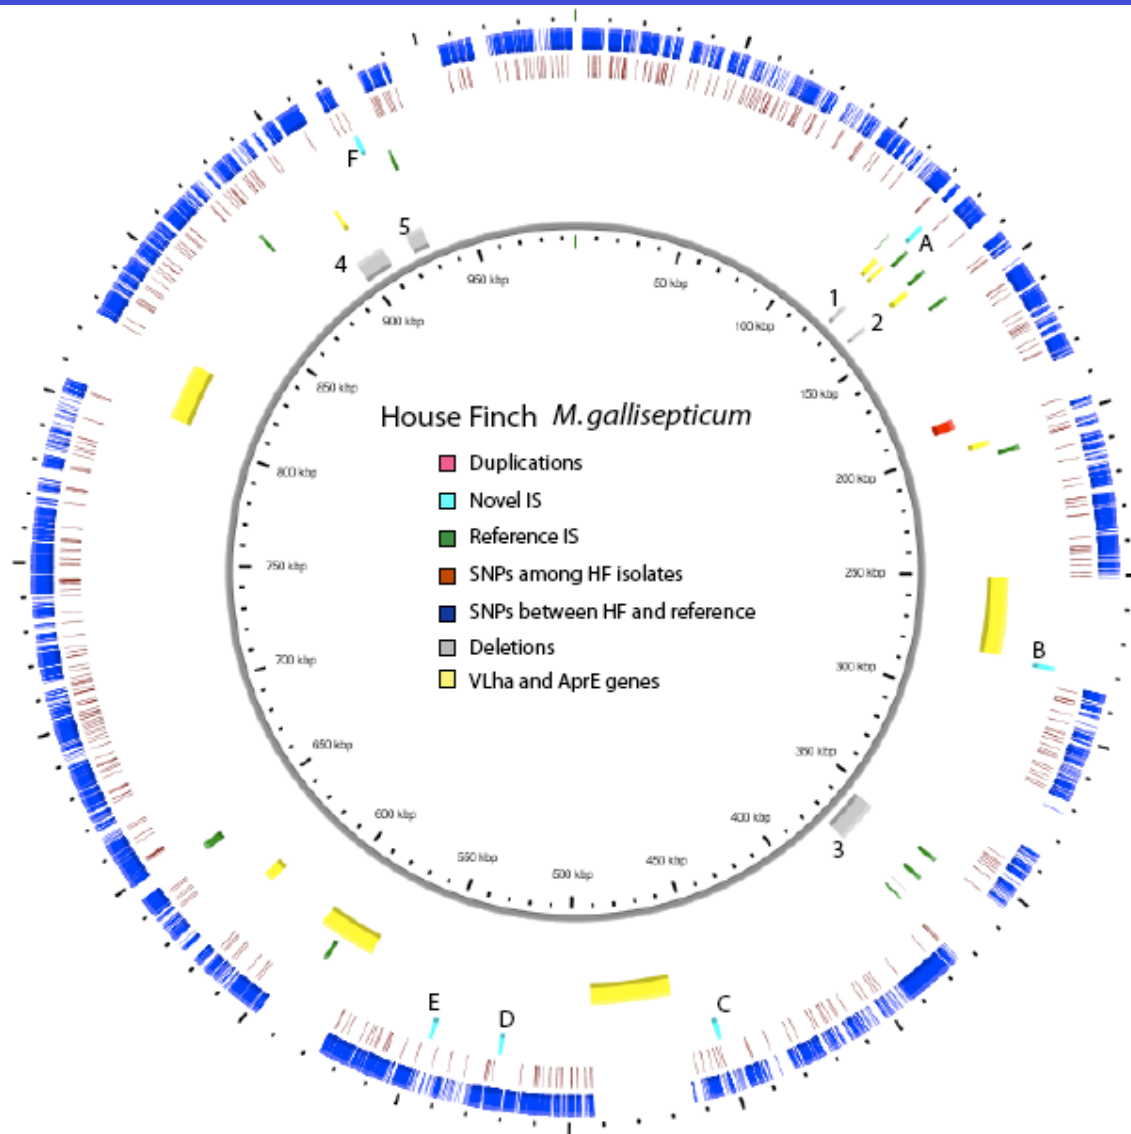 F
5
4
A
1
2
950 kbp
50 kbp
900 kbp
100 kbp
850 kbp
150 kbp
House Finch M.gallisepticum
Duplications
800 kbp
200 kbp
Novel IS
Reference IS
750 kbp
SNPs among HF isolates
250 kbp
SNPs between HF and reference
Deletions
B
700 kbp
300 kbp
VLha and AprE genes
650 kbp
350 kbp
600 kbp
400 kbp
3
550 kbp
450 kbp
500 kbp
E
D
C